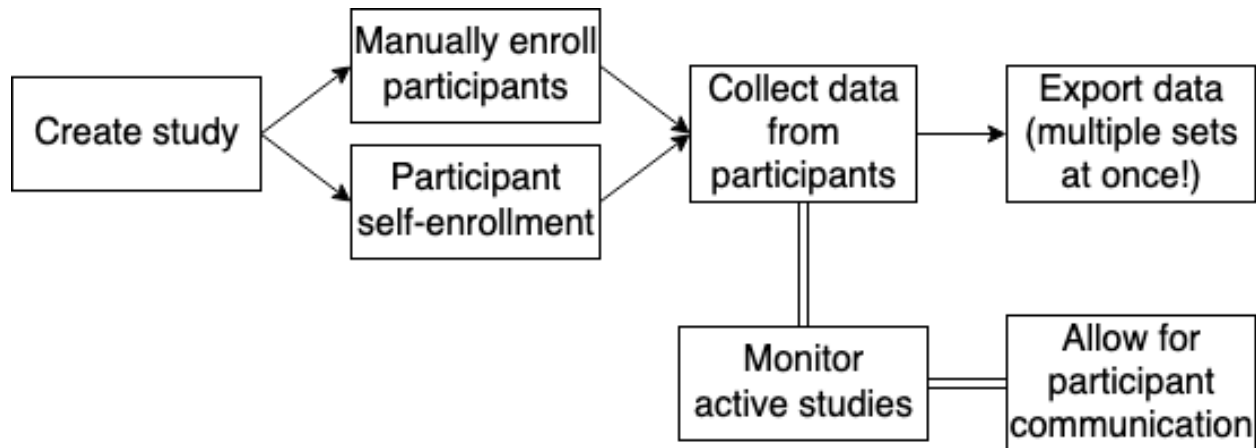 Create study
Manually enroll
participants
Participant
self-enrollment
Collect data
from
participants
Export data
(multiple sets
at once!)
Monitor
active studies
Allow for
participant
communication